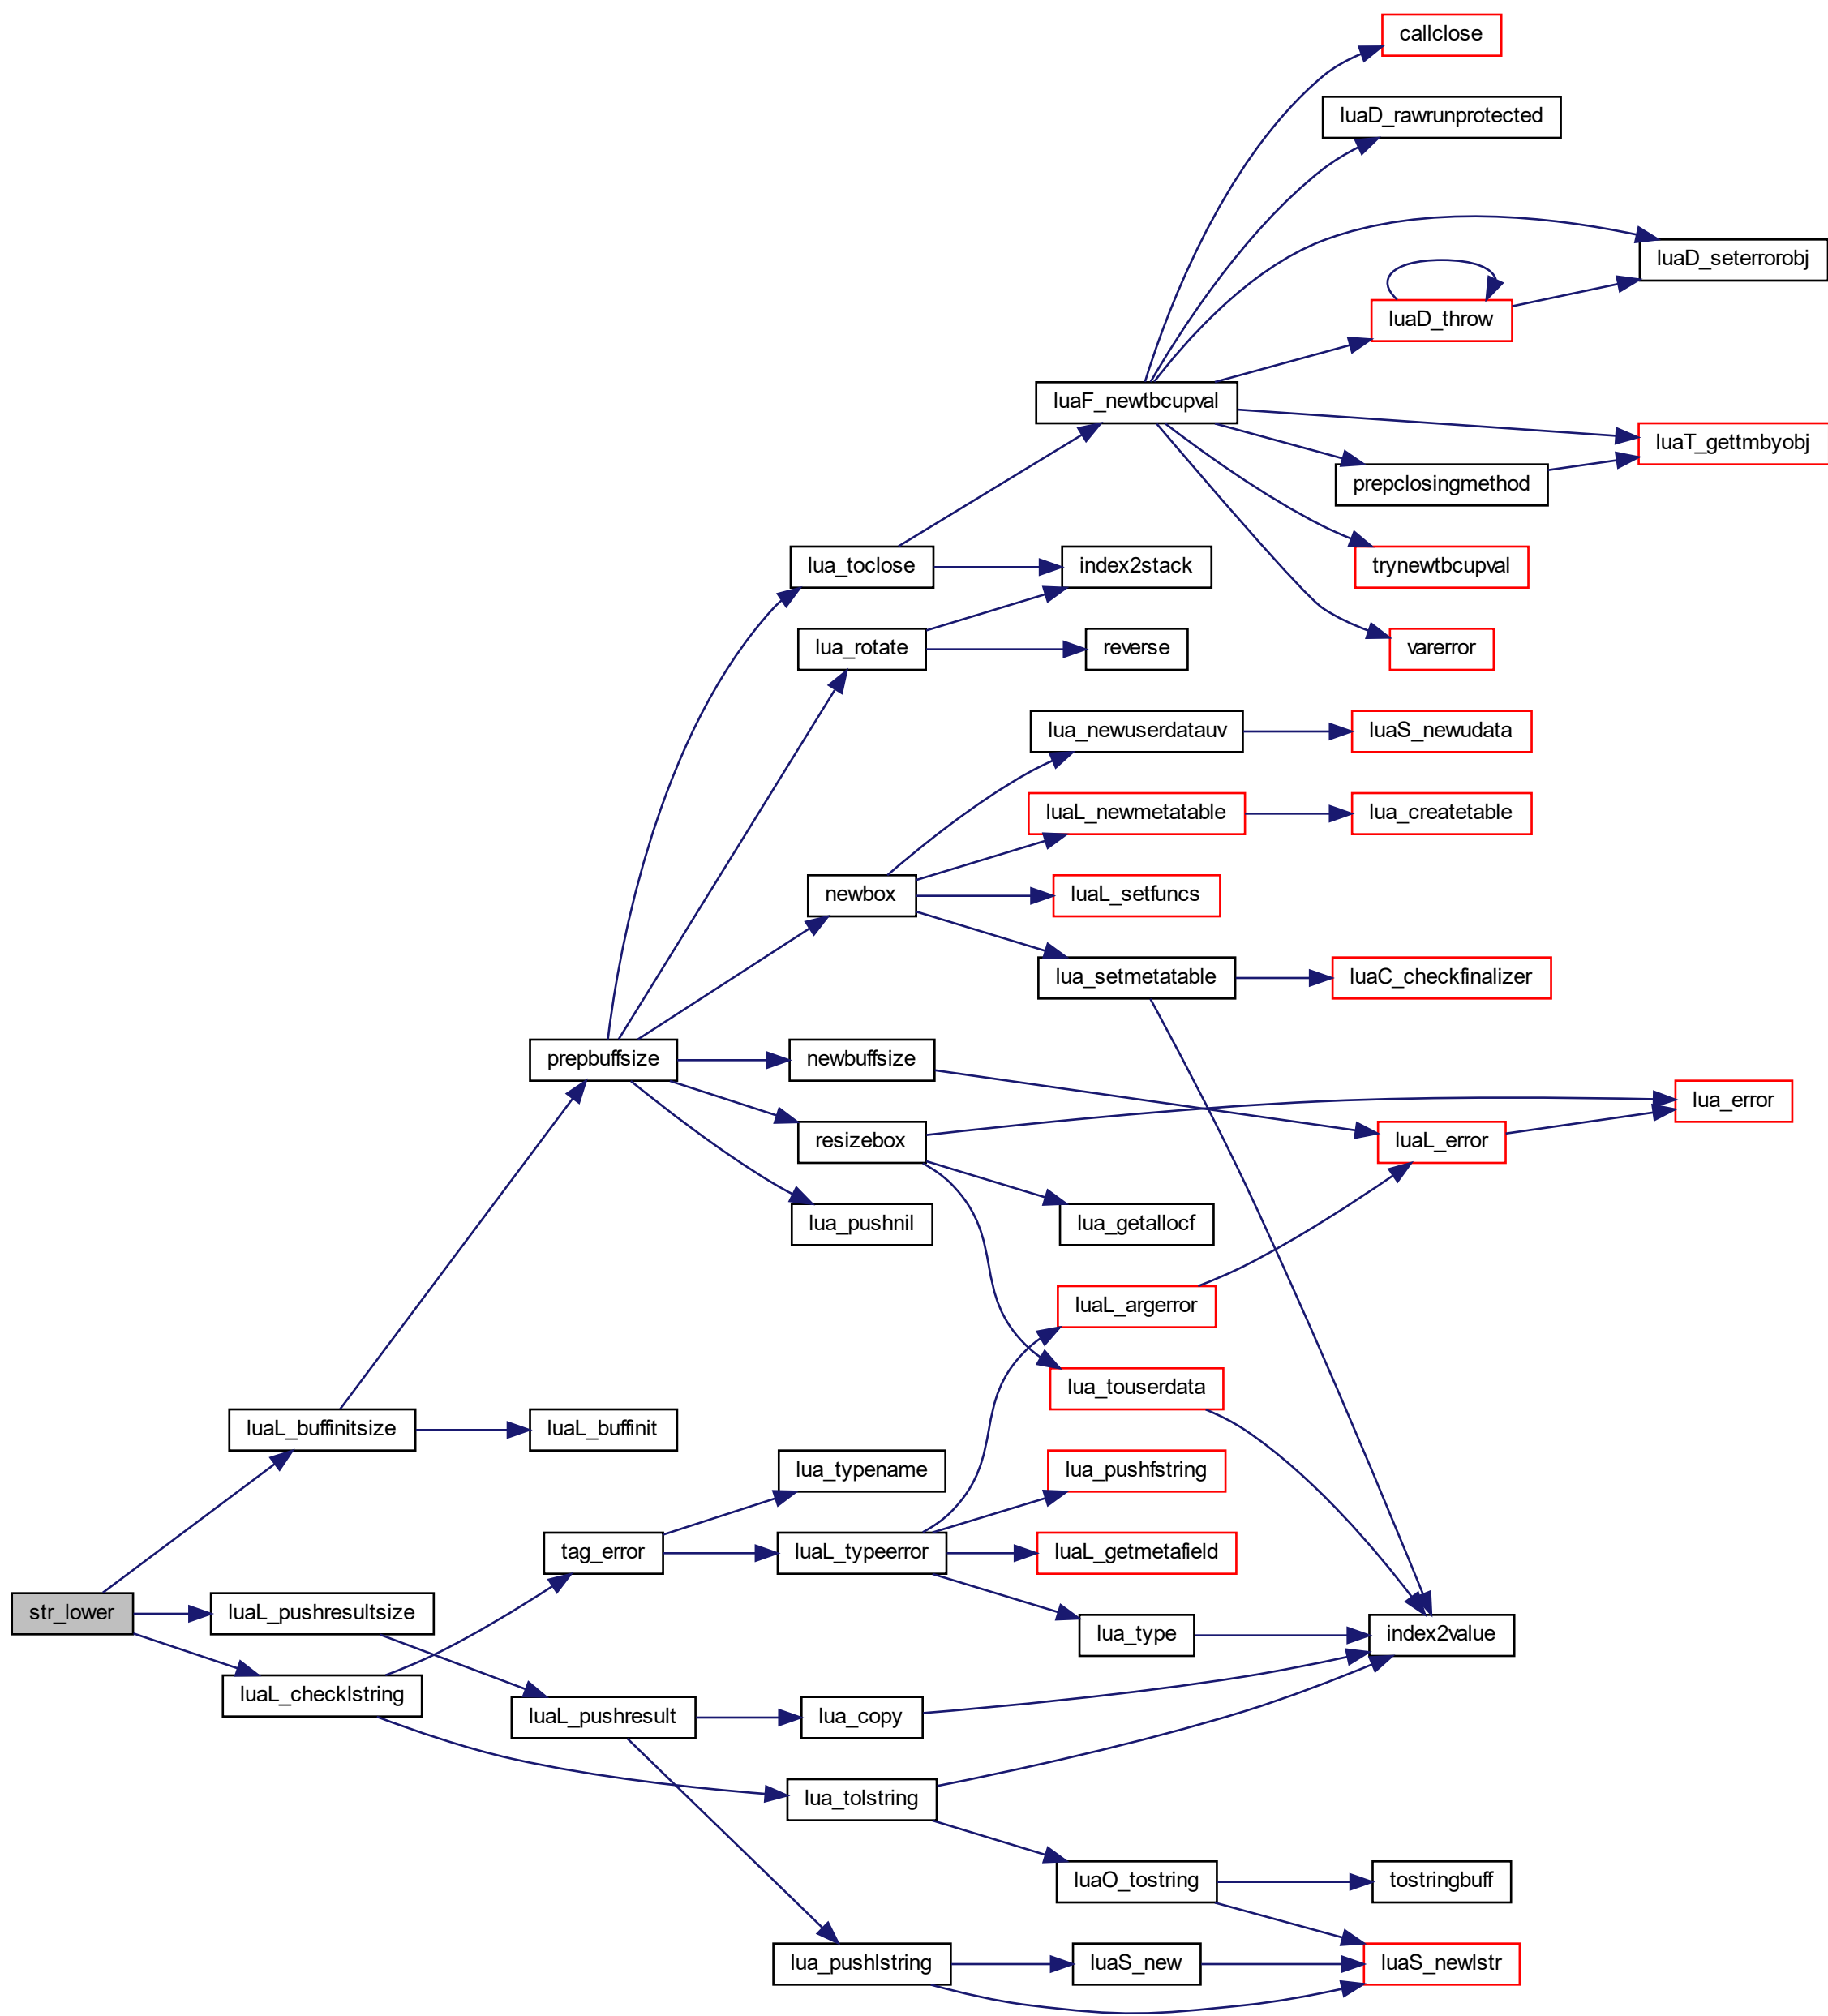 callclose
luaD_rawrunprotected
luaD_seterrorobj
luaD_throw
luaF_newtbcupval
luaT_gettmbyobj
prepclosingmethod
lua_toclose
index2stack
trynewtbcupval
lua_rotate
reverse
varerror
lua_newuserdatauv
luaS_newudata
luaL_newmetatable
lua_createtable
newbox
luaL_setfuncs
lua_setmetatable
luaC_checkfinalizer
prepbuffsize
newbuffsize
lua_error
resizebox
luaL_error
lua_pushnil
lua_getallocf
luaL_argerror
lua_touserdata
luaL_buffinitsize
luaL_buffinit
lua_typename
lua_pushfstring
tag_error
luaL_typeerror
luaL_getmetafield
str_lower
luaL_pushresultsize
lua_type
index2value
luaL_checklstring
luaL_pushresult
lua_copy
lua_tolstring
luaO_tostring
tostringbuff
lua_pushlstring
luaS_new
luaS_newlstr